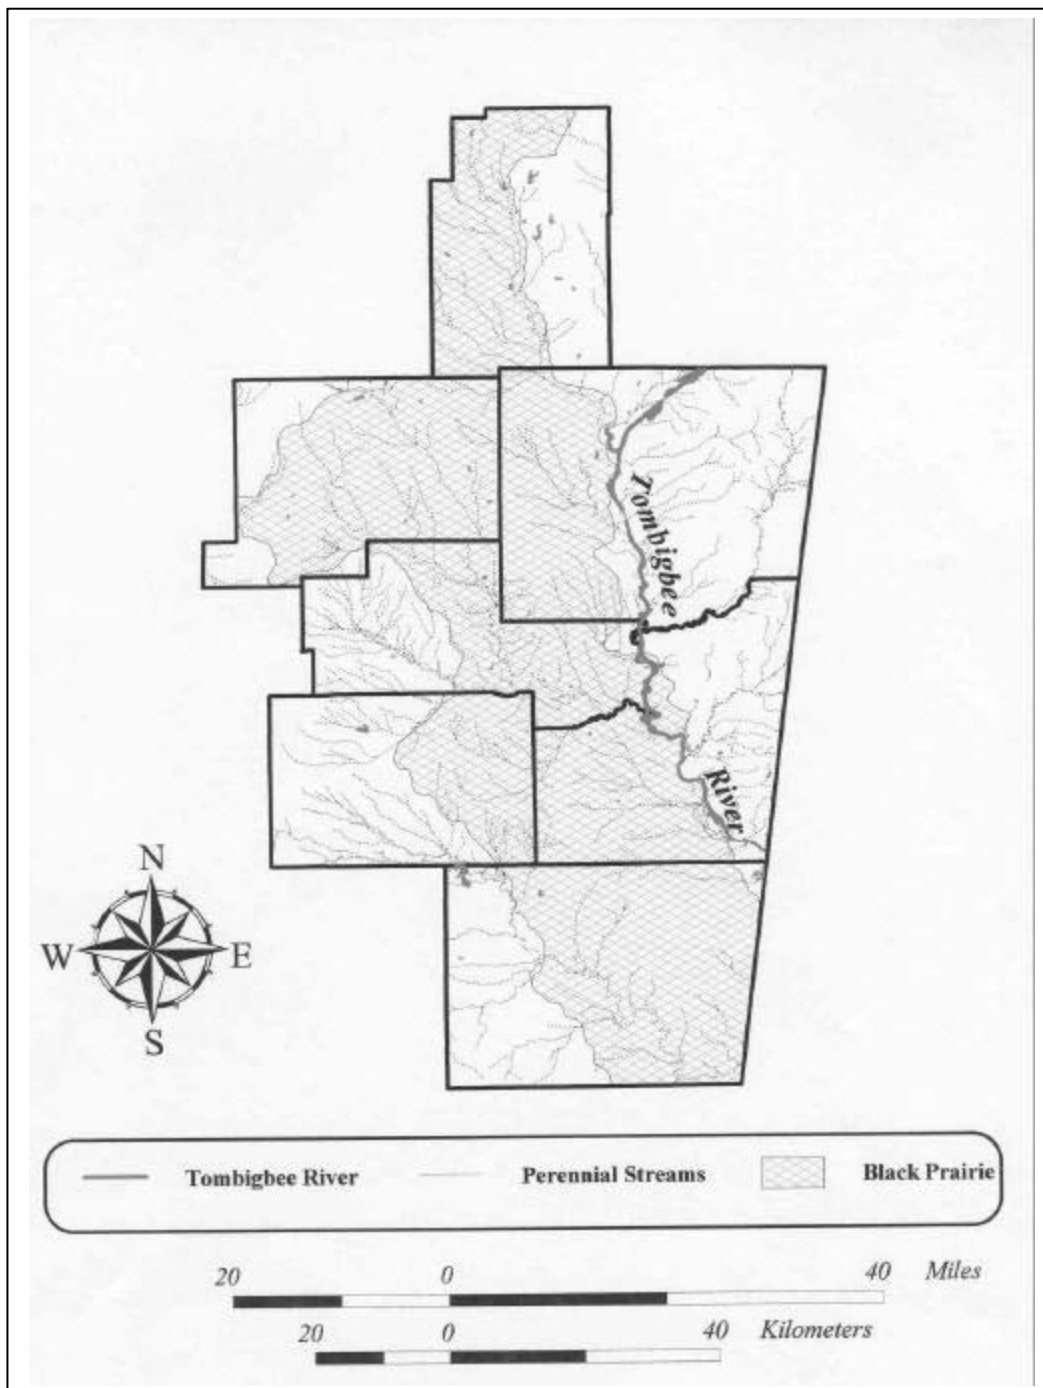 Tombigbee
River
N
W E
S
Tombigbee River Perennial Streams Black Prairie
20 0 40 Miles
20 0 40 Kilometers